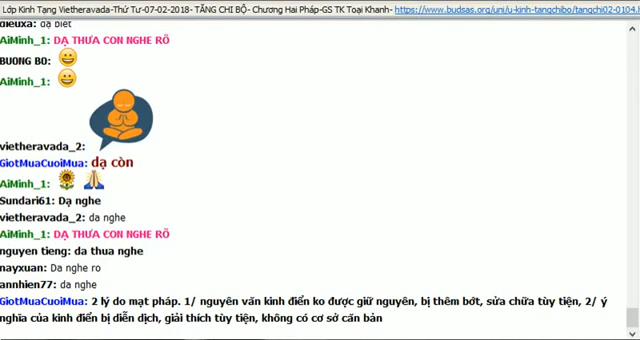 Lớp Kinh Tạng Vietheravada-Thứ Tư-07-02-2018- TĂNG CHI BỘ- Chương Hai Pháp-GS TK Toại Khanh- https://www.budsas.org/uni/u-kinh-tangchibo/tangchi02-0104.h
dieuxa: dạ biết
AiMinh_1: DẠ THƯA CON NGHE RÕ
BUONG BO:
AiMinh_1:
vietheravada_2:
GiotMuaCuoiMua: dạ còn
AiMinh_1:
Sundari61: Dạ nghe
vietheravada_2: da nghe
AiMinh_1: DẠ THƯA CON NGHE RÕ
nguyen tieng: da thua nghe
nayxuan: Da nghe ro
annhien77: da nghe
GiotMuaCuoiMua: 2 lý do mạt pháp. 1/ nguyên văn kinh điển ko được giữ nguyên, bị thêm bớt, sửa chữa tùy tiện, 2/ ý
nghĩa của kinh điển bị diễn dịch, giải thích tùy tiện, không có cơ sở căn bản